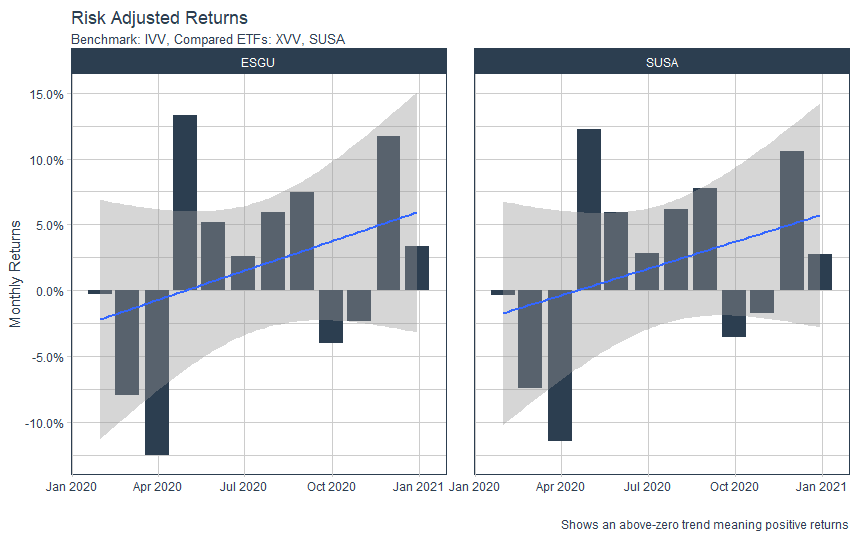 Risk Adjusted Returns
Benchmark: IVV, Compared ETFs: XVV, SUSA
ESGU
SUSA
15.0%
10.0%
5.0%
0.0%
-5.0%
-10.0%
Monthly Returns
Jan 2020 Apr 2020 Jul 2020 Oct 2020 Jan 2021 Jan 2020 Apr 2020 Jul 2020 Oct 2020 Jan 2021
Shows an above-zero trend meaning positive returns